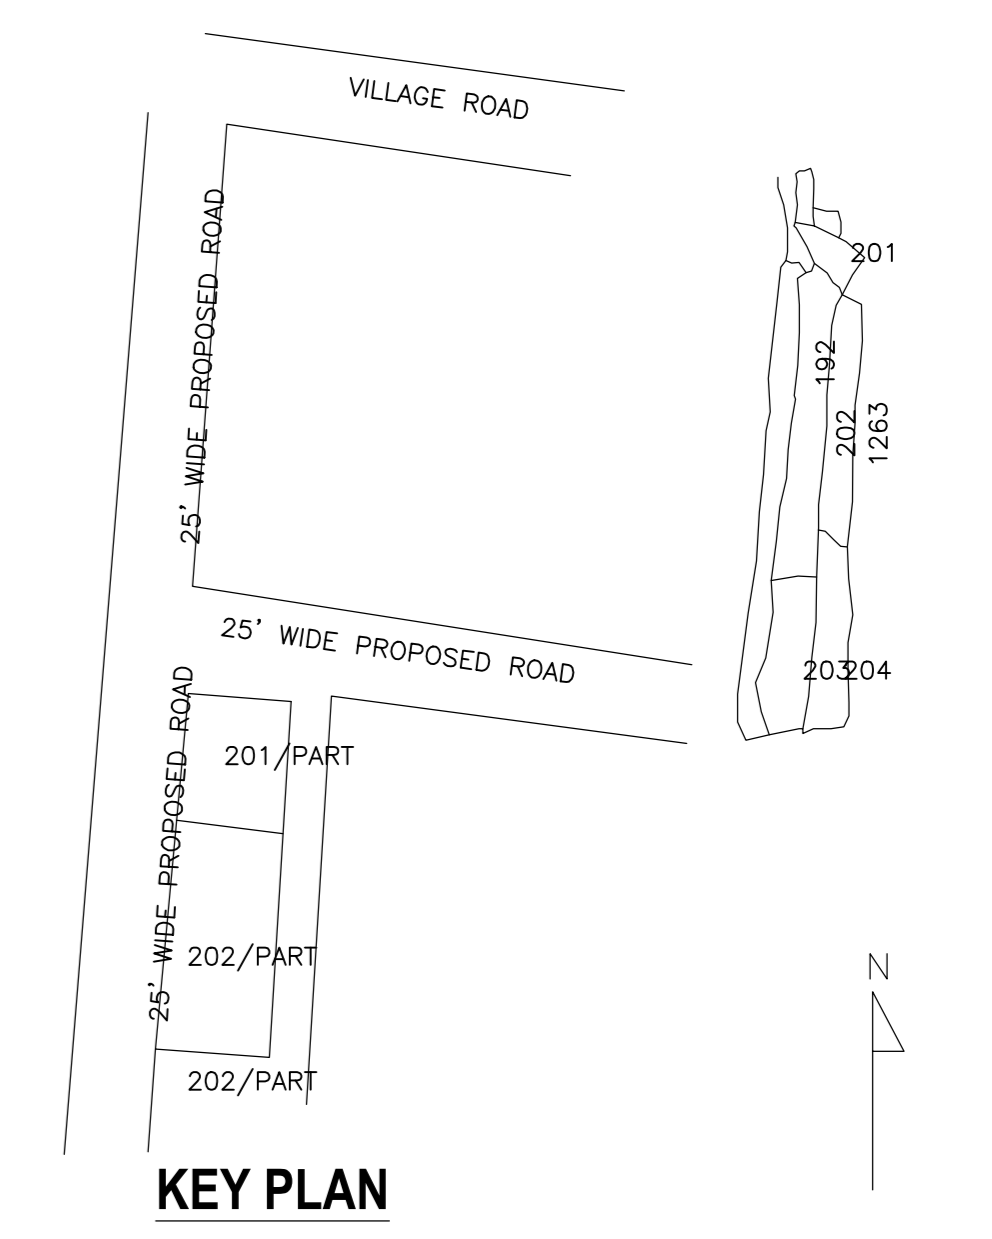 VILLAGE ROAD
25' WIDE PROPOSED ROAD
201
192
202
1263
25' WIDE PROPOSED ROAD
203
204
25' WIDE PROPOSED ROAD
201/PART
202/PART
202/PART
N
KEY PLAN